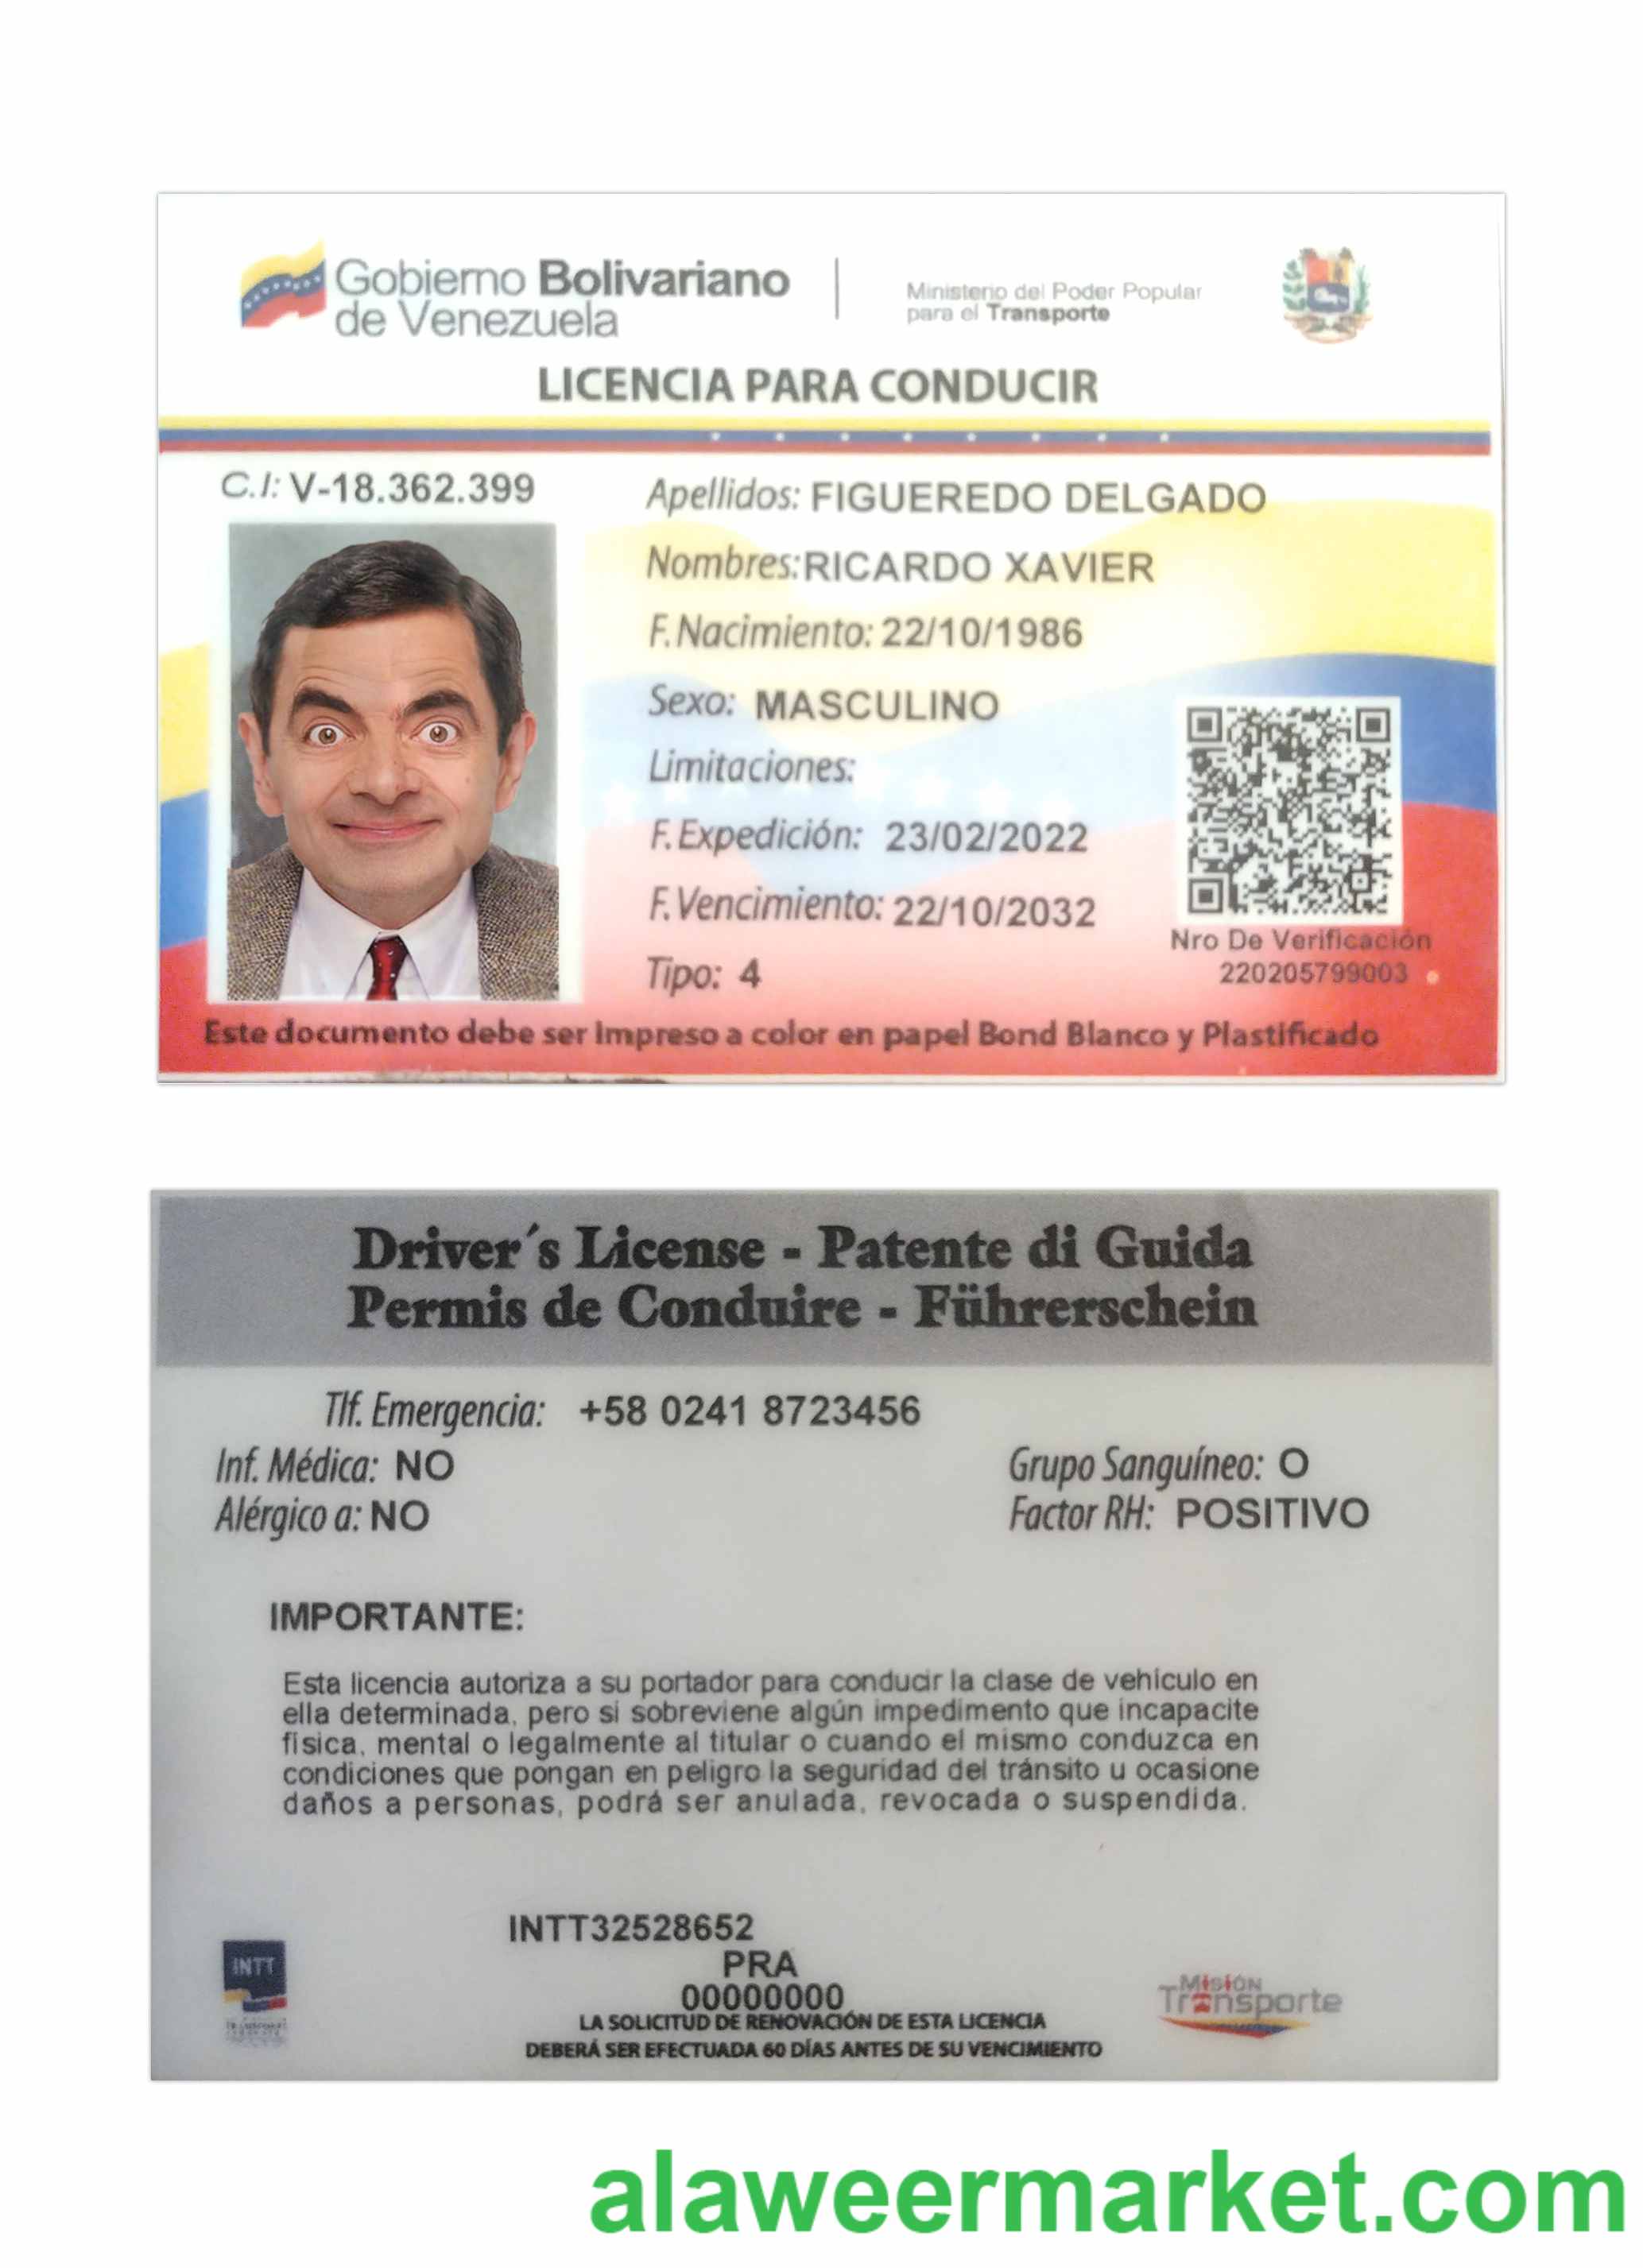 Gobierno Bolivariano
de Venezuela
Ministerio del Poder Popular
para el Transporte
LICENCIA PARA CONDUCIR
C.I: V-18.362.399
Apellidos: FIGUEREDO DELGADO
Nombres: RICARDO XAVIER
F. Nacimiento: 22/10/1986
Sexo: MASCULINO
Limitaciones:
F. Expedición: 23/02/2022
F. Vencimiento: 22/10/2032
Tipo: 4
Nro De Verificación
220205799003
Este documento debe ser Impreso a color en papel Bond Blanco y Plastificado
Driver´s License - Patente di Guida
Permis de Conduire - Führerschein
Tlf. Emergencia: +58 0241 8723456
Inf. Médica: NO
Grupo Sanguíneo: O
Alérgico a: NO
Factor RH: POSITIVO
IMPORTANTE:
Esta licencia autoriza a su portador para conducir la clase de vehículo en
ella determinada, pero si sobreviene algún impedimento que incapacite
fisica, mental o legalmente al titular o cuando el mismo conduzca en
condiciones que pongan en peligro la seguridad del tránsito u ocasione
daños a personas, podrá ser anulada, revocada o suspendida.
INTT32528652
PRA
00000000
LA SOLICITUD DE RENOVACIÓN DE ESTA LICENCIA
DEBERÁ SER EFECTUADA 60 DÍAS ANTES DE SU VENCIMIENTO
INTT
Misión
Transporte
alaweermarket.com